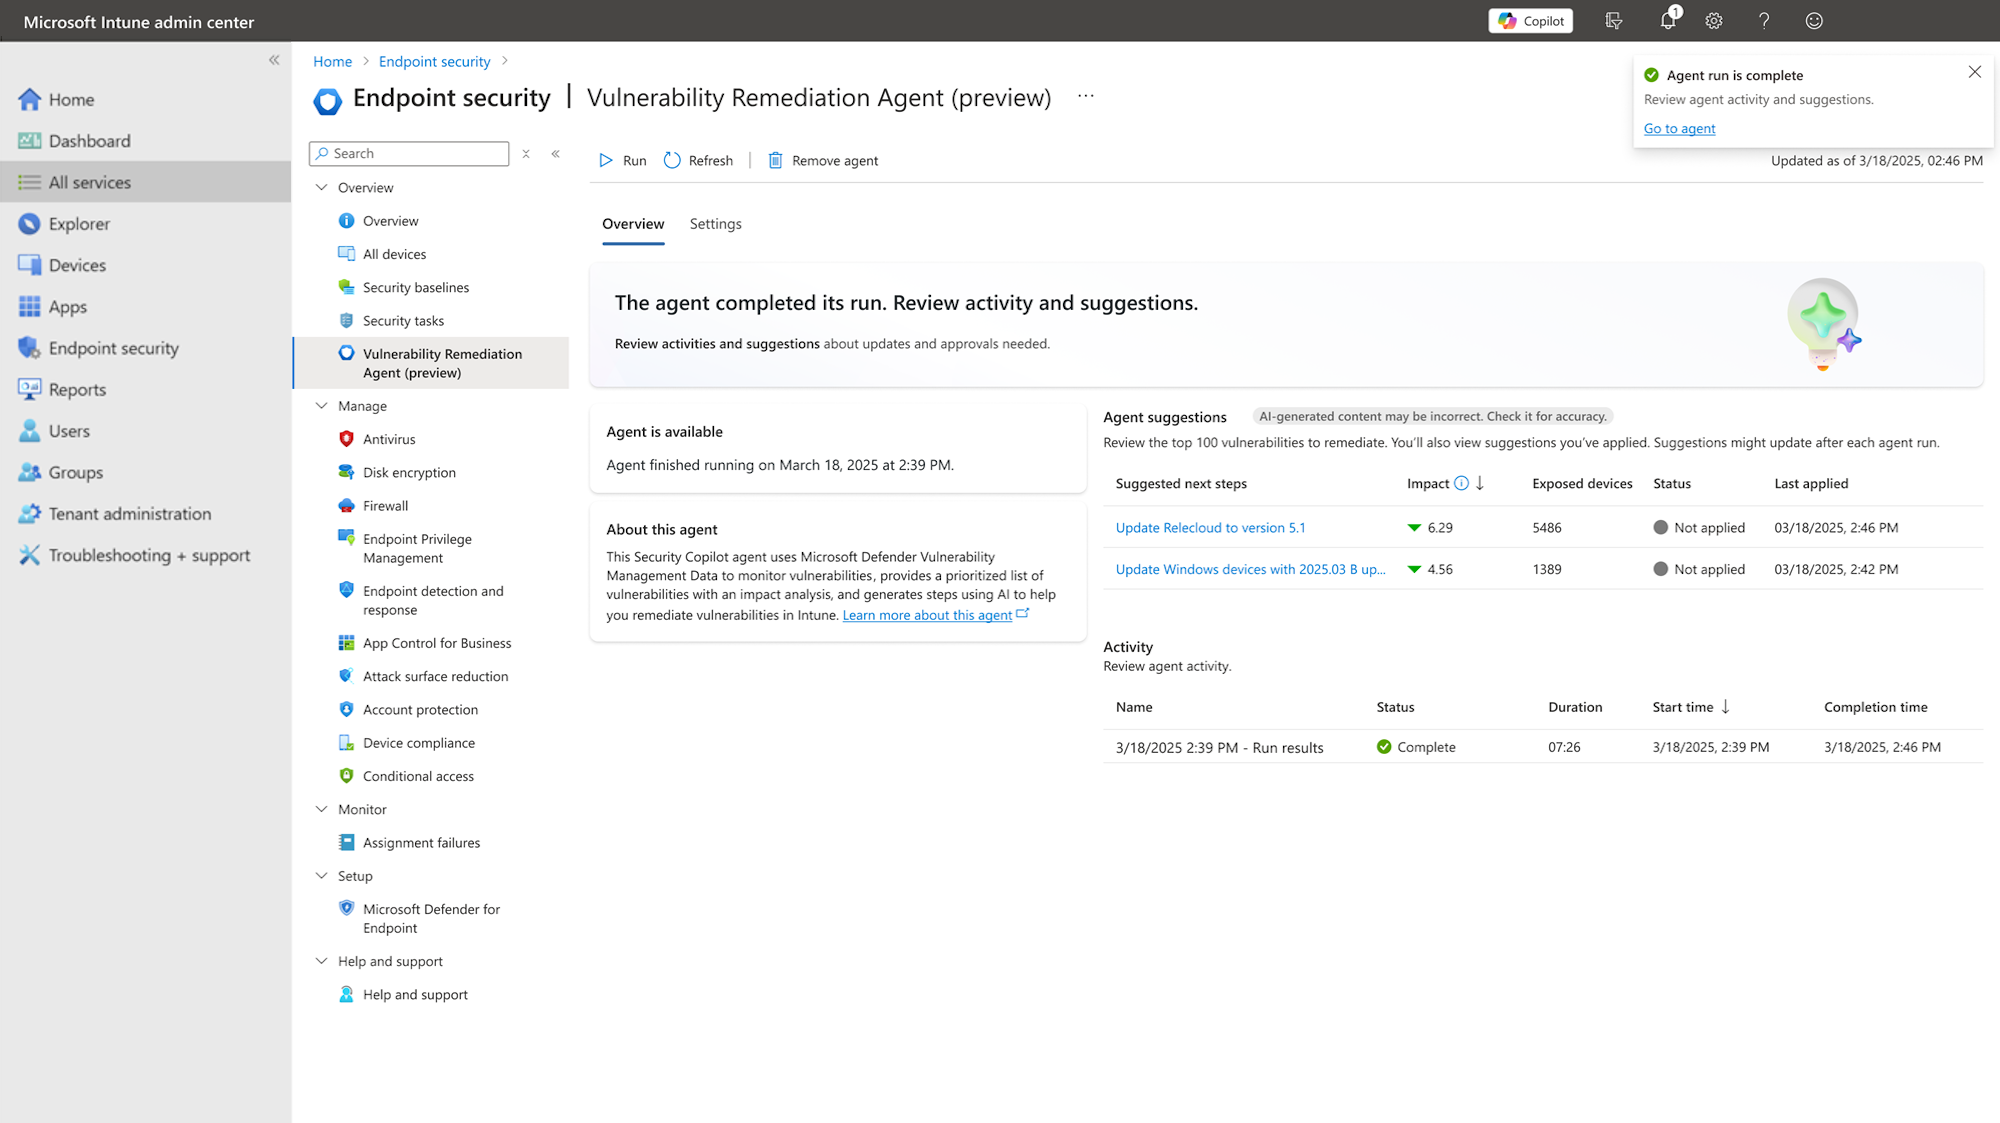 Microsoft Intune admin center
Copilot
1
Agent run is complete
Review agent activity and suggestions.
Go to agent
Home
Dashboard
All services
Explorer
Devices
Apps
Endpoint security
Reports
Users
Groups
Tenant administration
Troubleshooting + support
Home > Endpoint security >
Endpoint security | Vulnerability Remediation Agent (preview) ...
Search
Overview
Overview
All devices
Security baselines
Security tasks
Vulnerability Remediation
Agent (preview)
Manage
Antivirus
Disk encryption
Firewall
Endpoint Privilege
Management
Endpoint detection and
response
App Control for Business
Attack surface reduction
Account protection
Device compliance
Conditional access
Monitor
Assignment failures
Setup
Microsoft Defender for
Endpoint
Help and support
Help and support
Run Refresh | Remove agent
Updated as of 3/18/2025, 02:46 PM
Overview Settings
The agent completed its run. Review activity and suggestions.
Review activities and suggestions about updates and approvals needed.
Agent is available
Agent finished running on March 18, 2025 at 2:39 PM.
About this agent
This Security Copilot agent uses Microsoft Defender Vulnerability
Management Data to monitor vulnerabilities, provides a prioritized list of
vulnerabilities with an impact analysis, and generates steps using AI to help
you remediate vulnerabilities in Intune. Learn more about this agent
Agent suggestions AI-generated content may be incorrect. Check it for accuracy.
Review the top 100 vulnerabilities to remediate. You'll also view suggestions you've applied. Suggestions might update after each agent run.
Suggested next steps Impact Exposed devices Status Last applied
Update Relecloud to version 5.1 6.29 5486 Not applied 03/18/2025, 2:46 PM
Update Windows devices with 2025.03 B up... 4.56 1389 Not applied 03/18/2025, 2:42 PM
Activity
Review agent activity.
Name Status Duration Start time Completion time
3/18/2025 2:39 PM - Run results Complete 07:26 3/18/2025, 2:39 PM 3/18/2025, 2:46 PM